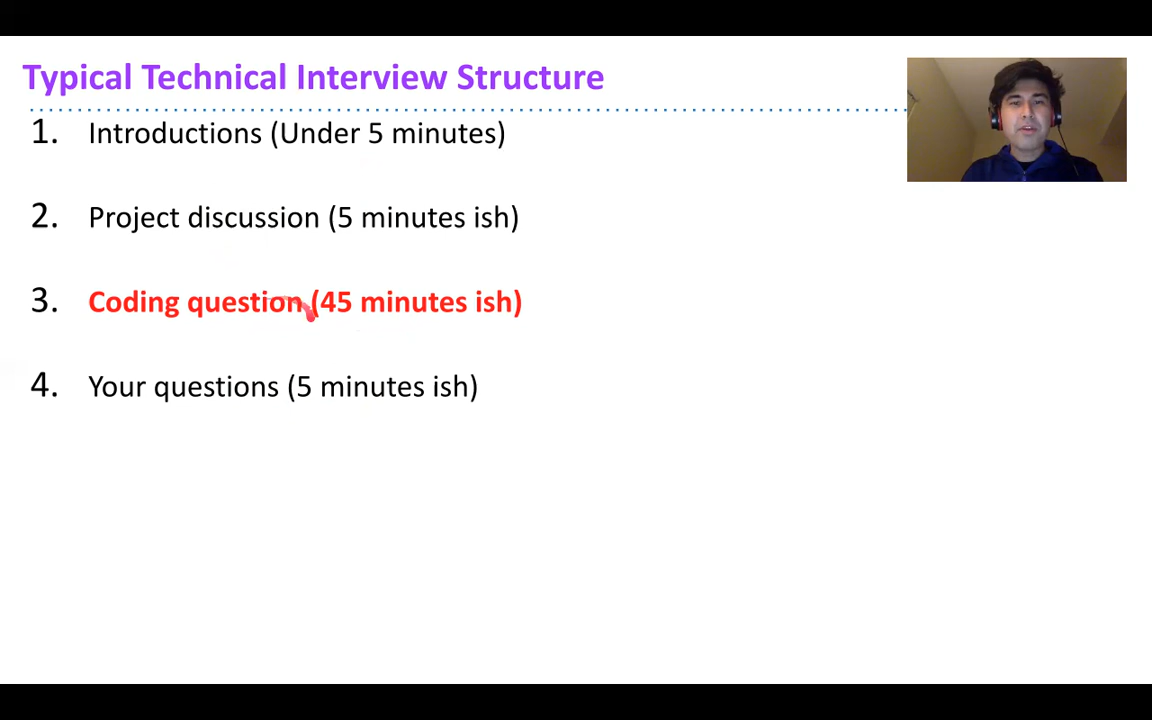 Typical Technical Interview Structure
1. Introductions (Under 5 minutes)
2. Project discussion (5 minutes ish)
3. Coding question (45 minutes ish)
4. Your questions (5 minutes ish)